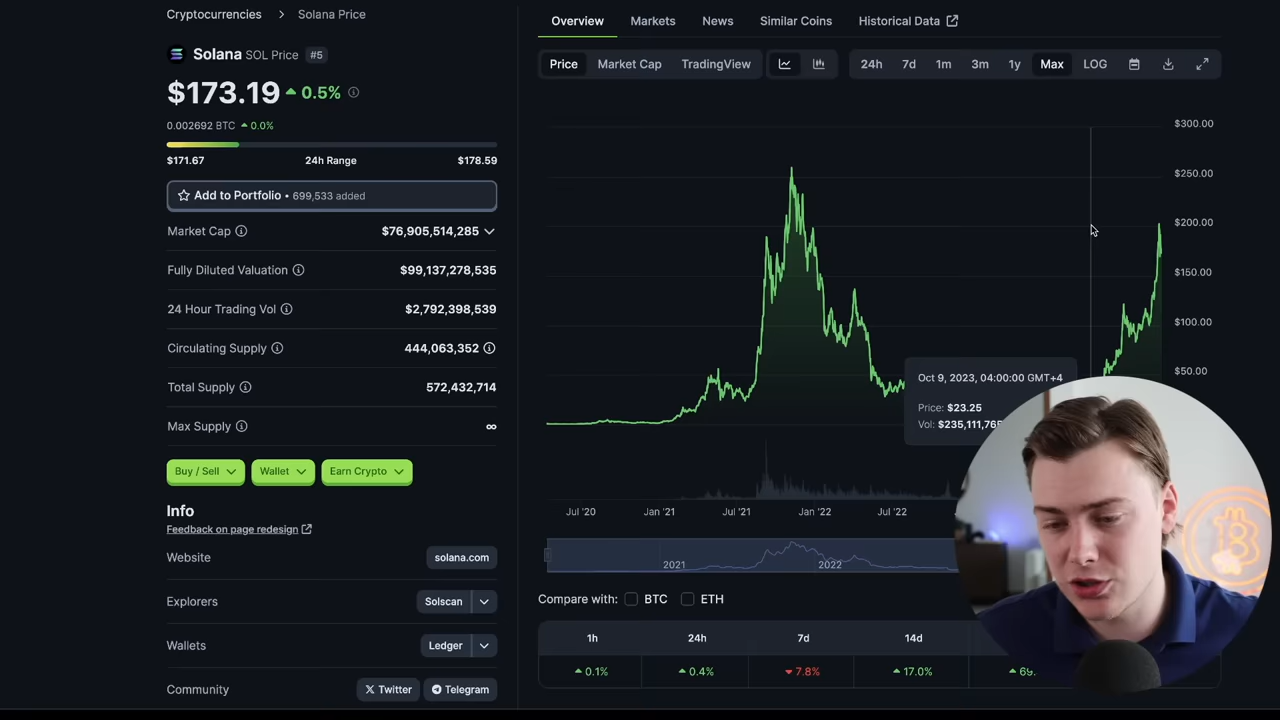 Cryptocurrencies > Solana Price
Solana SOL Price #5
$173.19 0.5%
0.002692 BTC 0.0%
$171.67 24h Range $178.59
Add to Portfolio • 699,533 added
Market Cap $76,905,514,285
Fully Diluted Valuation $99,137,278,535
24 Hour Trading Vol $2,792,398,539
Circulating Supply 444,063,352
Total Supply 572,432,714
Max Supply ∞
Buy / Sell Wallet Earn Crypto
Info
Feedback on page redesign
Website solana.com
Explorers Solscan
Wallets Ledger
Community Twitter Telegram
Overview Markets News Similar Coins Historical Data
Price Market Cap TradingView 24h 7d 1m 3m 1y Max LOG
$300.00
$250.00
$200.00
$150.00
$100.00
$50.00
Oct 9, 2023, 04:00:00 GMT+4
Price: $23.25
Vol: $235,111,765
Jul '20 Jan '21 Jul '21 Jan '22 Jul '22
2021 2022
Compare with: BTC ETH
1h 24h 7d 14d
0.1% 0.4% 7.8% 17.0% 69.